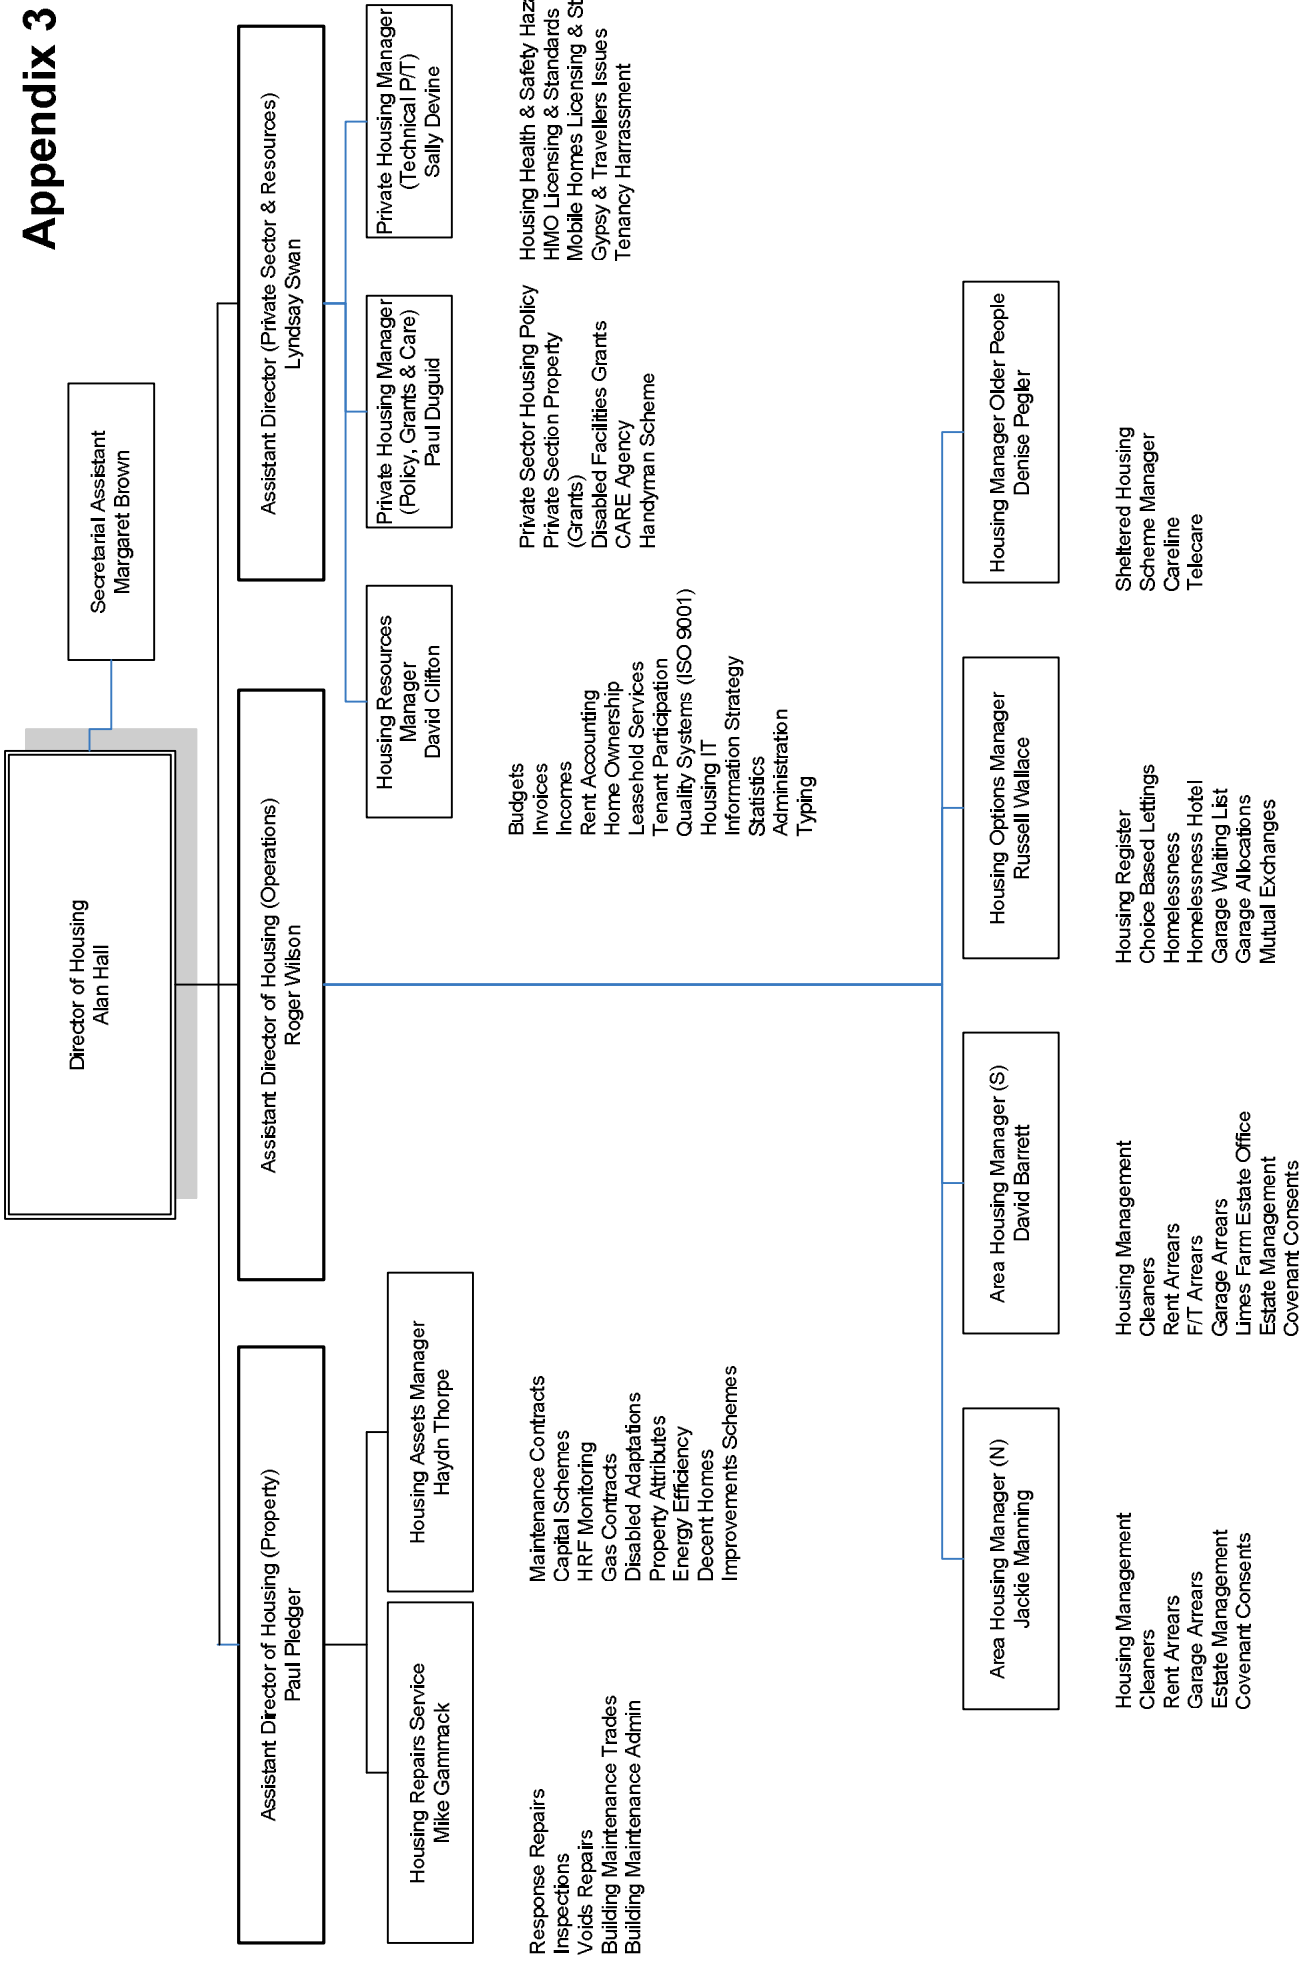 Appendix 3
Director of Housing
Alan Hall
Secretarial Assistant
Margaret Brown
Assistant Director of Housing (Property)
Paul Pledger
Assistant Director of Housing (Operations)
Roger Wilson
Assistant Director (Private Sector & Resources)
Lyndsay Swan
Housing Repairs Service
Mike Gammack
Housing Assets Manager
Haydn Thorpe
Housing Resources
Manager
David Clifton
Private Housing Manager
(Policy, Grants & Care)
Paul Duguid
Private Housing Manager
(Technical P/T)
Sally Devine
Response Repairs
Inspections
Voids Repairs
Building Maintenance Trades
Building Maintenance Admin
Maintenance Contracts
Capital Schemes
HRF Monitoring
Gas Contracts
Disabled Adaptations
Property Attributes
Energy Efficiency
Decent Homes
Improvements Schemes
Budgets
Invoices
Incomes
Rent Accounting
Home Ownership
Leasehold Services
Tenant Participation
Quality Systems (ISO 9001)
Housing IT
Information Strategy
Statistics
Administration
Typing
Private Sector Housing Policy
Private Section Property
(Grants)
Disabled Facilities Grants
CARE Agency
Handyman Scheme
Housing Health & Safety
HMO Licensing & Standards
Mobile Homes Licensing &
Gypsy & Travellers Issues
Tenancy Harrassment
Area Housing Manager (N)
Jackie Manning
Area Housing Manager (S)
David Barrett
Housing Options Manager
Russell Wallace
Housing Manager Older People
Denise Pegler
Housing Management
Cleaners
Rent Arrears
Garage Arrears
Estate Management
Covenant Consents
Housing Management
Cleaners
Rent Arrears
F/T Arrears
Garage Arrears
Limes Farm Estate Office
Estate Management
Covenant Consents
Housing Register
Choice Based Lettings
Homelessness
Homelessness Hotel
Garage Waiting List
Garage Allocations
Mutual Exchanges
Sheltered Housing
Scheme Manager
Careline
Telecare